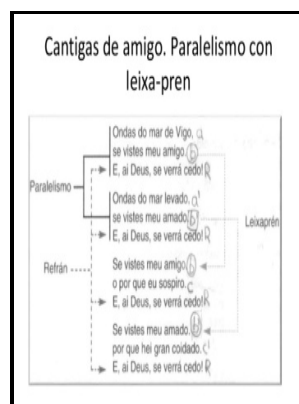 Cantigas de amigo. Paralelismo con
leixa-pren
Ondas do mar de Vigo, a
se vistes meu amigo. b
E, ai Deus, se verrá cedo! R
Paralelismo
Ondas do mar levado, a'
se vistes meu amado. b'
E, ai Deus, se verrá cedo! R
Leixaprén
Refrán
Se vistes meu amigo. b
o por que eu sospiro. c
E, ai Deus, se verrá cedo! R
Se vistes meu amado. b'
por que hei gran coidado. c'
E, ai Deus, se verrá cedo! R